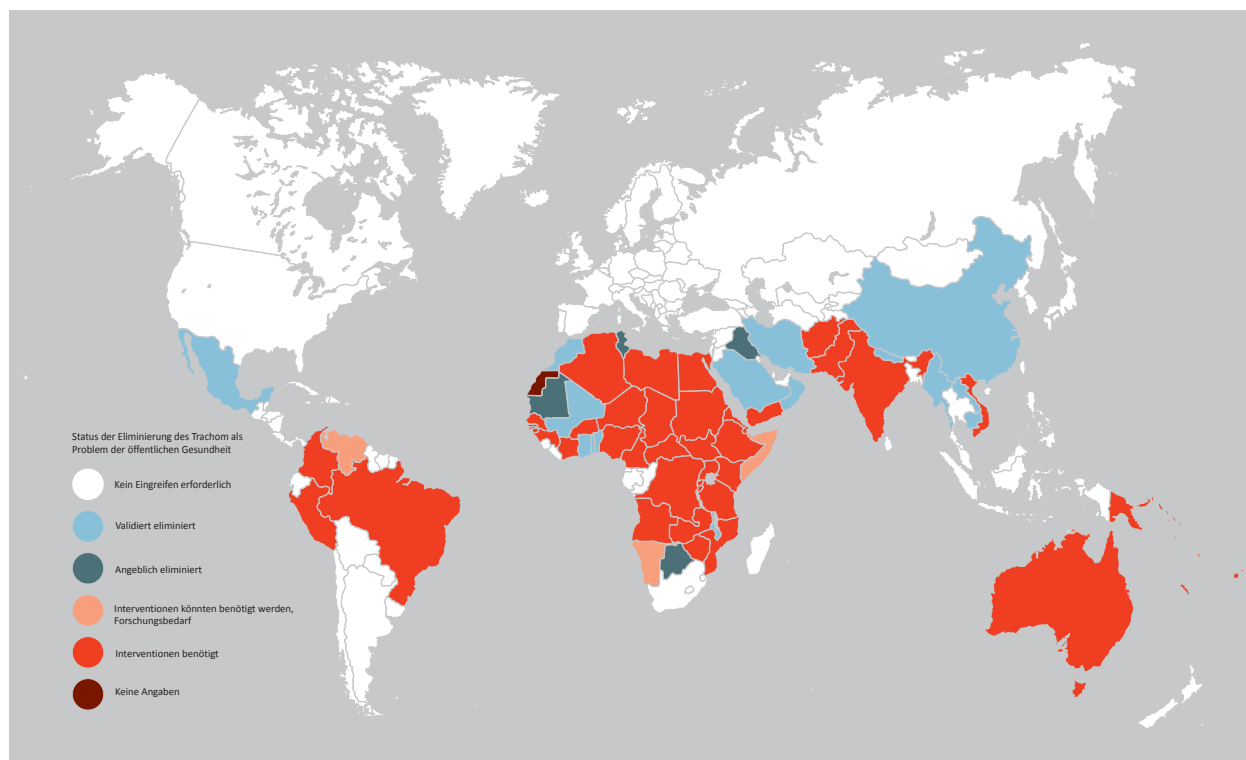 Status der Eliminierung des Trachom als
Problem der öffentlichen Gesundheit
Kein Eingreifen erforderlich
Validiert eliminiert
Angeblich eliminiert
Interventionen könnten benötigt werden,
Forschungsbedarf
Interventionen benötigt
Keine Angaben